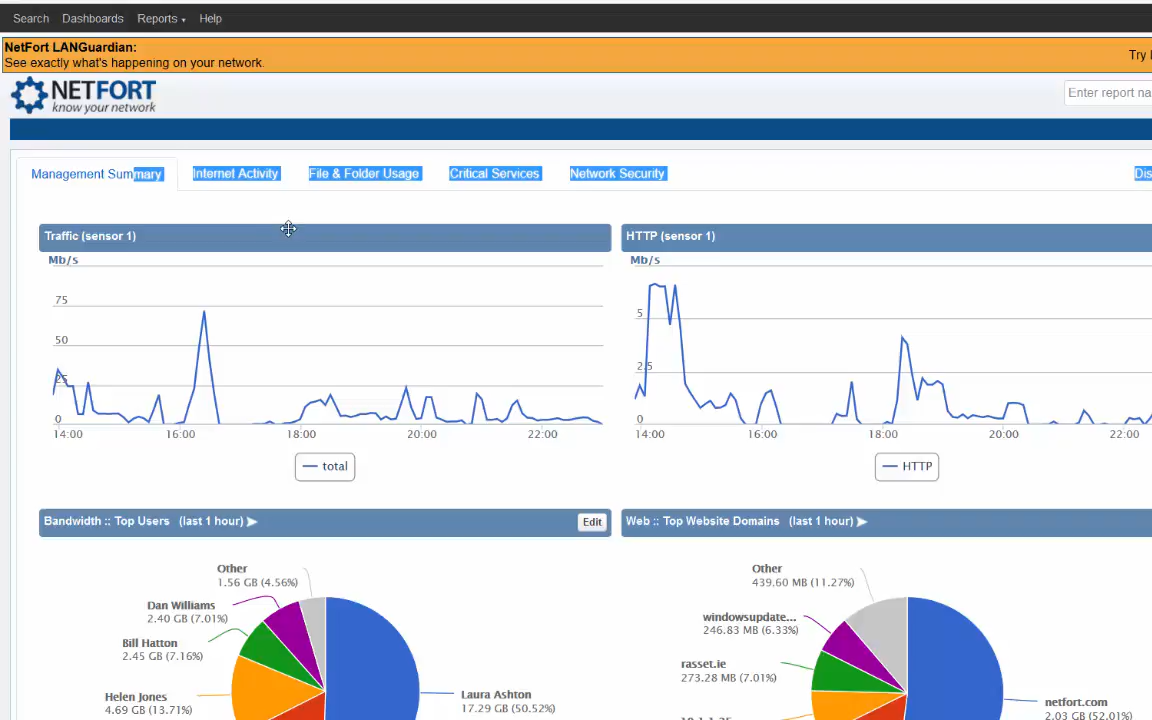 Search Dashboards Reports Help
NetFort LANGuardian:
See exactly what's happening on your network.
Try
NETFORT
know your network
Enter report na
Management Summary Internet Activity File & Folder Usage Critical Services Network Security Dis
Traffic (sensor 1)
Mb/s
75
50
25
0
14:00 16:00 18:00 20:00 22:00
total
HTTP (sensor 1)
Mb/s
5
2.5
0
14:00 16:00 18:00 20:00 22:00
HTTP
Bandwidth :: Top Users (last 1 hour)
Edit
Other
1.56 GB (4.56%)
Dan Williams
2.40 GB (7.01%)
Bill Hatton
2.45 GB (7.16%)
Helen Jones
4.69 GB (13.71%)
Laura Ashton
17.29 GB (50.52%)
Web :: Top Website Domains (last 1 hour)
Other
439.60 MB (11.27%)
windowsupdate...
246.83 MB (6.33%)
rasset.ie
273.28 MB (7.01%)
netfort.com
2.03 GB (52.01%)